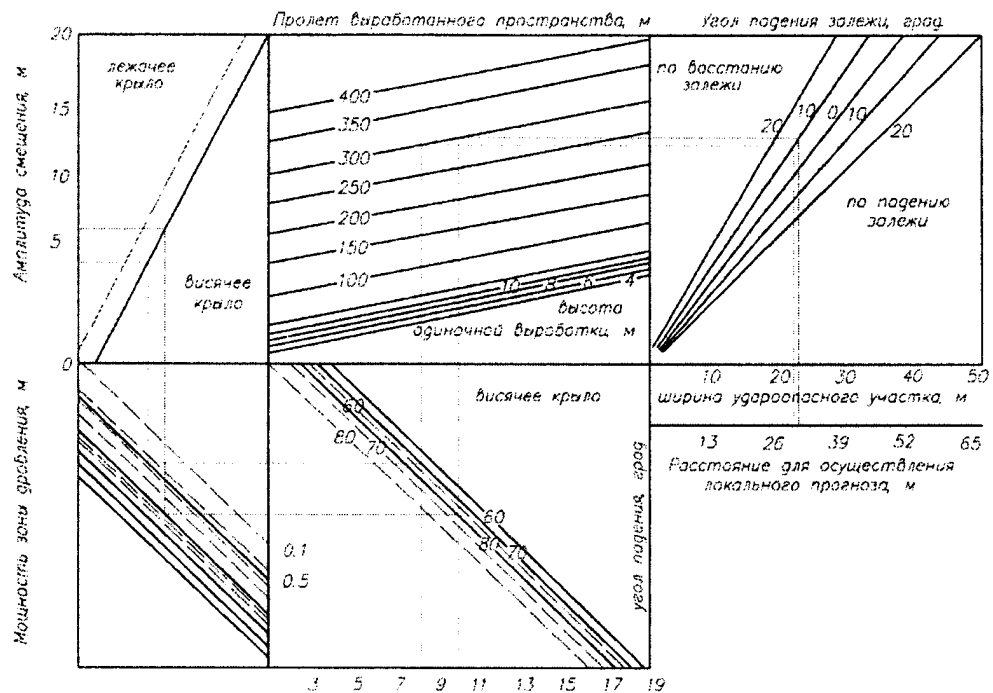 Пролет выработанного пространства, м
Угол падения залежи, град
Амплитуда смещения, м
20
15
10
5
0
лежачее
крыло
висячее
крыло
400
350
300
250
200
150
100
10 8 6 4
высота
одиночной выработки, м
по восстанию
залежи
20 10 0 10 20
по падению
залежи
Мощность зоны дробления, м
0.1
0.5
висячее крыло
60
80 70
60
80 70
угол падения, град
10 20 30 40 50
ширина удароопасного участка, м
13 26 39 52 65
Расстояние для осуществления
локального прогноза, м
3 5 7 9 11 13 15 17 19